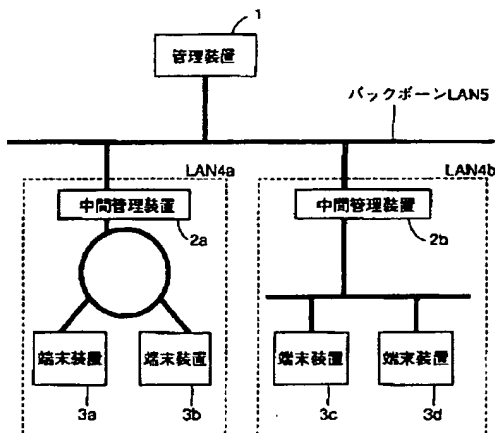 1
管理装置
バックボーンLAN5
LAN4a
LAN4b
中間管理装置
中間管理装置
2a
2b
端末装置
端末装置
端末装置
端末装置
3a
3b
3c
3d